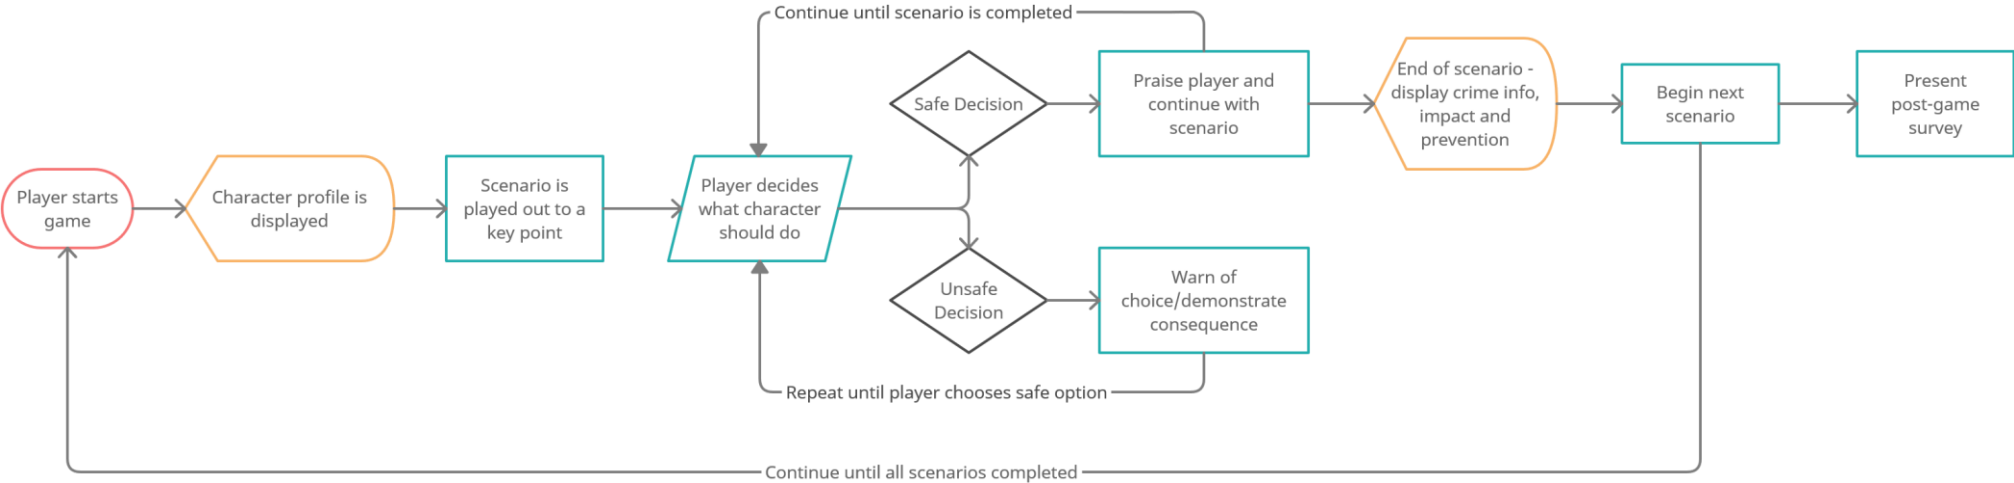 Continue until scenario is completed
Player starts
game
Character profile is
displayed
Scenario is
played out to a
key point
Player decides
what character
should do
Safe Decision
Praise player and
continue with
scenario
End of scenario -
display crime info,
impact and
prevention
Begin next
scenario
Present
post-game
survey
Unsafe
Decision
Warn of
choice/demonstrate
consequence
Repeat until player chooses safe option
Continue until all scenarios completed